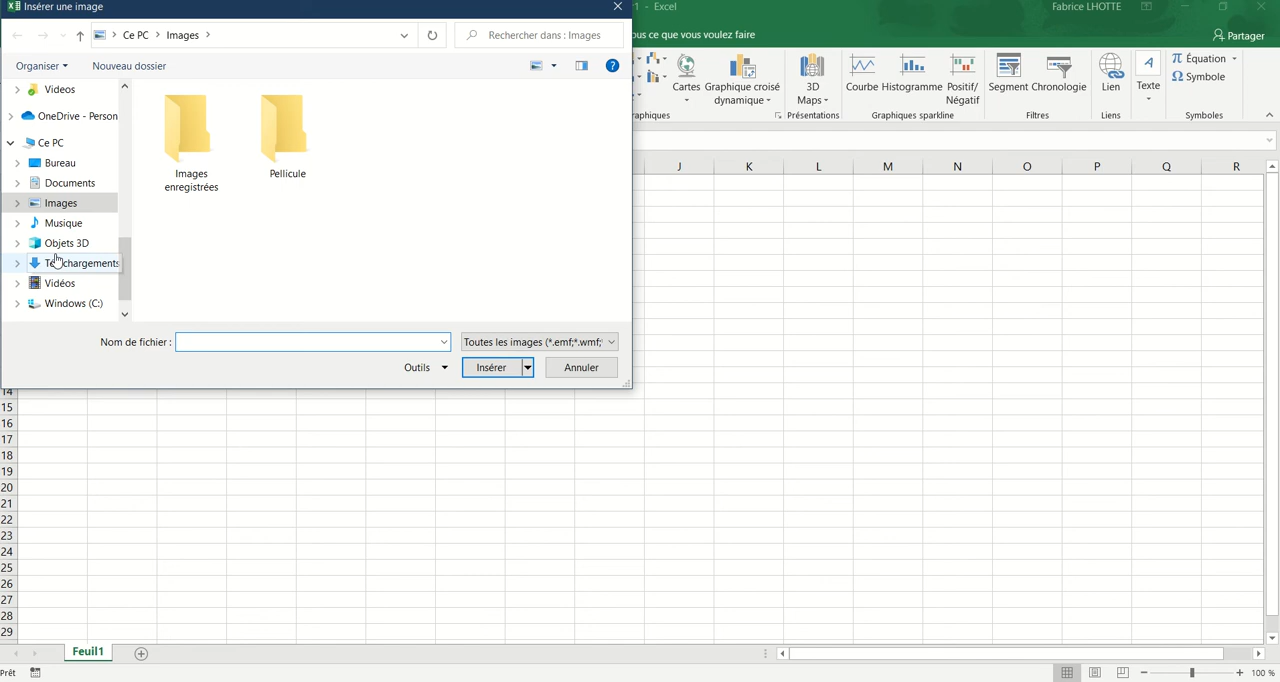 Insérer une image
1 - Excel
Fabrice LHOTTE
Ce PC > Images >
Rechercher dans : Images
ous ce que vous voulez faire
Partager
Organiser
Nouveau dossier
Videos
OneDrive - Person
Ce PC
Bureau
Documents
Images
Musique
Objets 3D
Vidéos
Windows (C:)
Images
enregistrées
Pellicule
Nom de fichier :
Toutes les images (*.emf;*.wmf;
Outils
Insérer
Annuler
Cartes
Graphique croisé
dynamique
raphiques
3D
Maps
Présentations
Courbe
Histogramme
Positif/
Négatif
Graphiques sparkline
Segment
Chronologie
Filtres
Lien
Liens
Texte
Équation
Symbole
Symboles
J K L M N O P Q R
14
15
16
17
18
19
20
21
22
23
24
25
26
27
28
29
Feuil1
Prêt
100 %